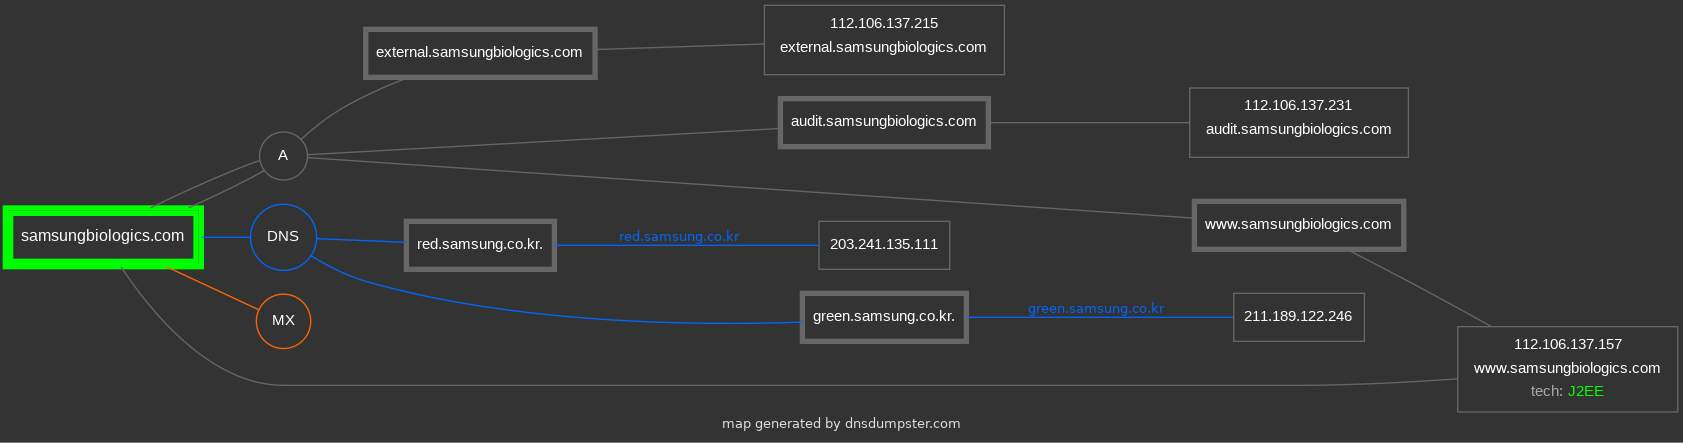 external.samsungbiologics.com
112.106.137.215
external.samsungbiologics.com
audit.samsungbiologics.com
112.106.137.231
audit.samsungbiologics.com
A
samsungbiologics.com
DNS
red.samsung.co.kr.
red.samsung.co.kr
203.241.135.111
www.samsungbiologics.com
MX
green.samsung.co.kr.
green.samsung.co.kr
211.189.122.246
112.106.137.157
www.samsungbiologics.com
tech: J2EE
map generated by dnsdumpster.com